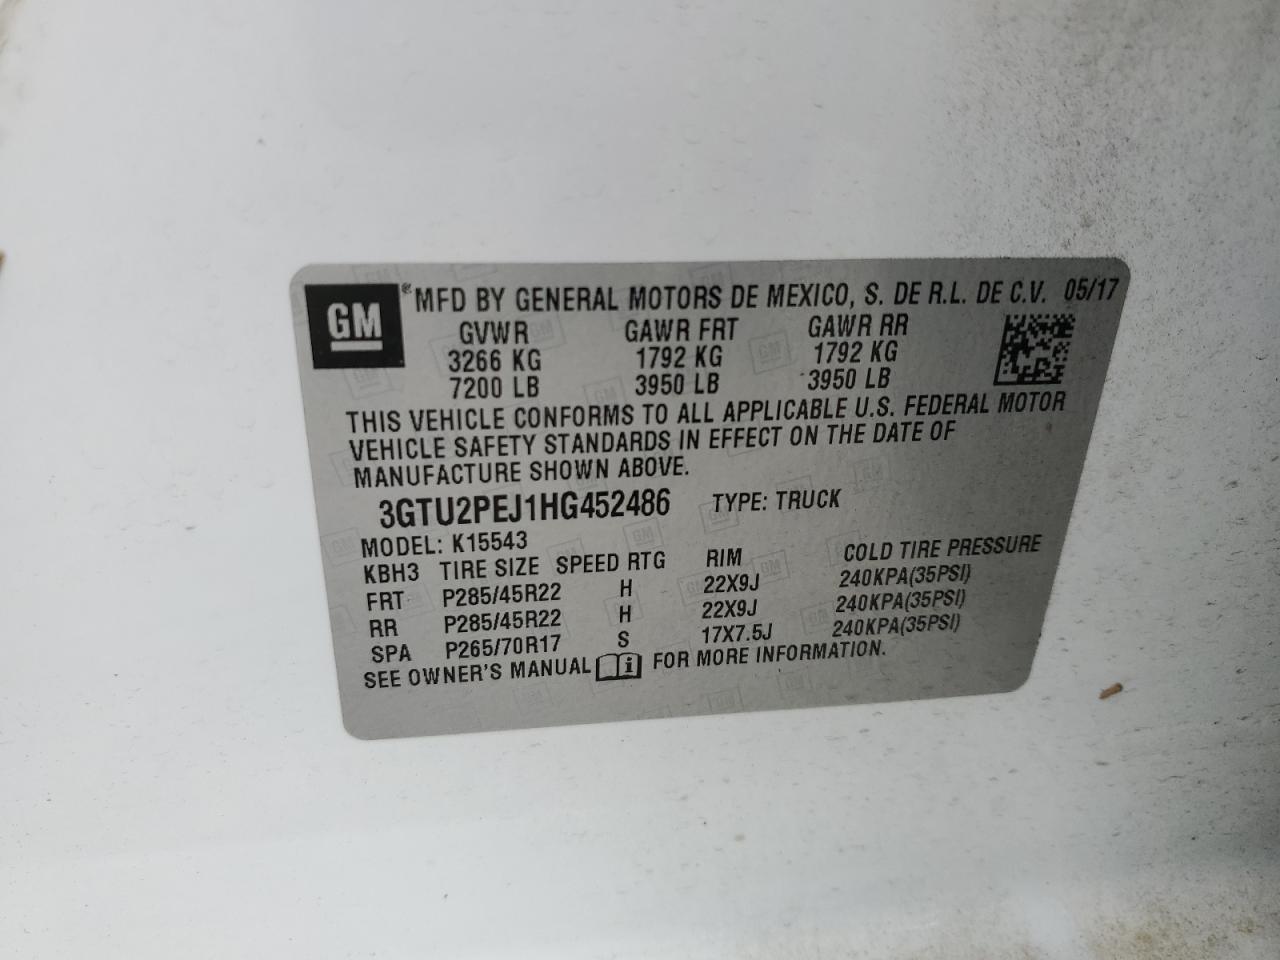 GM ® MFD BY GENERAL MOTORS DE MEXICO, S. DE R.L. DE C.V. 05/17
GVWR GAWR FRT GAWR RR
3266 KG 1792 KG 1792 KG
7200 LB 3950 LB 3950 LB
THIS VEHICLE CONFORMS TO ALL APPLICABLE U.S. FEDERAL MOTOR
VEHICLE SAFETY STANDARDS IN EFFECT ON THE DATE OF
MANUFACTURE SHOWN ABOVE.
3GTU2PEJ1HG452486 TYPE: TRUCK
MODEL: K15543
KBH3 TIRE SIZE SPEED RTG RIM COLD TIRE PRESSURE
FRT P285/45R22 H 22X9J 240KPA(35PSI)
RR P285/45R22 H 22X9J 240KPA(35PSI)
SPA P265/70R17 S 17X7.5J 240KPA(35PSI)
SEE OWNER'S MANUAL i FOR MORE INFORMATION.